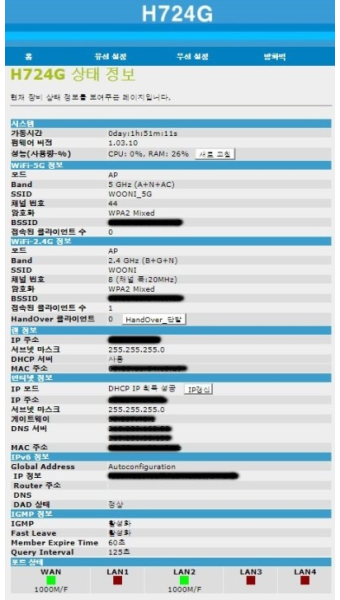 H724G
홈 유선 설정 무선 설정 방화벽
H724G 상태 정보
현재 장비 상태 정보를 보여주는 페이지입니다.
시스템
가동시간 0day:1h:51m:11s
펌웨어 버전 1.03.10
성능(사용량-%) CPU: 0%, RAM: 26% 새로 고침
WiFi-5G 정보
모드 AP
Band 5 GHz (A+N+AC)
SSID WOONI_5G
채널 번호 44
암호화 WPA2 Mixed
BSSID
접속된 클라이언트 수 0
WiFi-2.4G 정보
모드 AP
Band 2.4 GHz (B+G+N)
SSID WOONI
채널 번호 8 (채널 폭:20MHz)
암호화 WPA2 Mixed
BSSID
접속된 클라이언트 수 1
HandOver 클라이언트 0 HandOver_단말
랜 정보
IP 주소
서브넷 마스크 255.255.255.0
DHCP 서버 사용
MAC 주소
인터넷 정보
IP 모드 DHCP IP 획득 성공 IP갱신
IP 주소
서브넷 마스크 255.255.255.0
게이트웨이
DNS 서버
MAC 주소
IPv6 정보
Global Address Autoconfiguration
IP 정보
Router 주소
DNS
DAD 상태 정상
IGMP 정보
IGMP 활성화
Fast Leave 활성화
Member Expire Time 60초
Query Interval 125초
포트 상태
WAN LAN1 LAN2 LAN3 LAN4
1000M/F 1000M/F